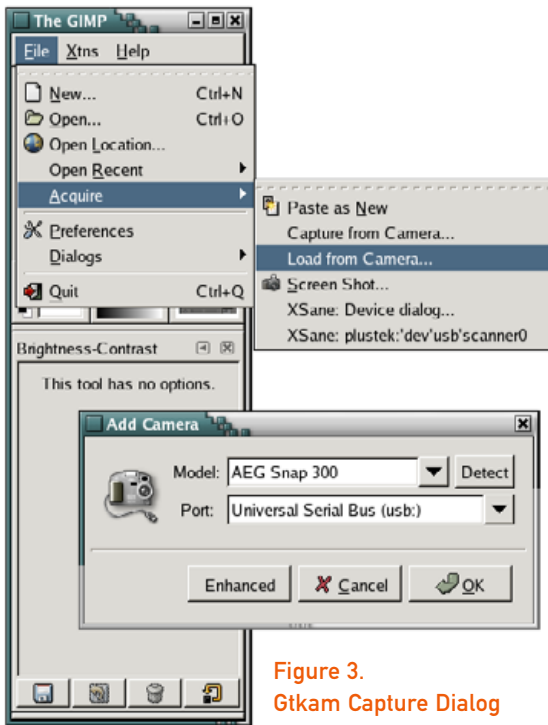 The GIMP
File Xtns Help
New... Ctrl+N
Open... Ctrl+O
Open Location...
Open Recent
Acquire
Preferences
Dialogs
Quit Ctrl+Q
Paste as New
Capture from Camera...
Load from Camera...
Screen Shot...
XSane: Device dialog...
XSane: plustek:'dev'usb'scanner0
Brightness-Contrast
This tool has no options.
Add Camera
Model: AEG Snap 300 Detect
Port: Universal Serial Bus (usb:)
Enhanced Cancel OK
Figure 3.
Gtkam Capture Dialog